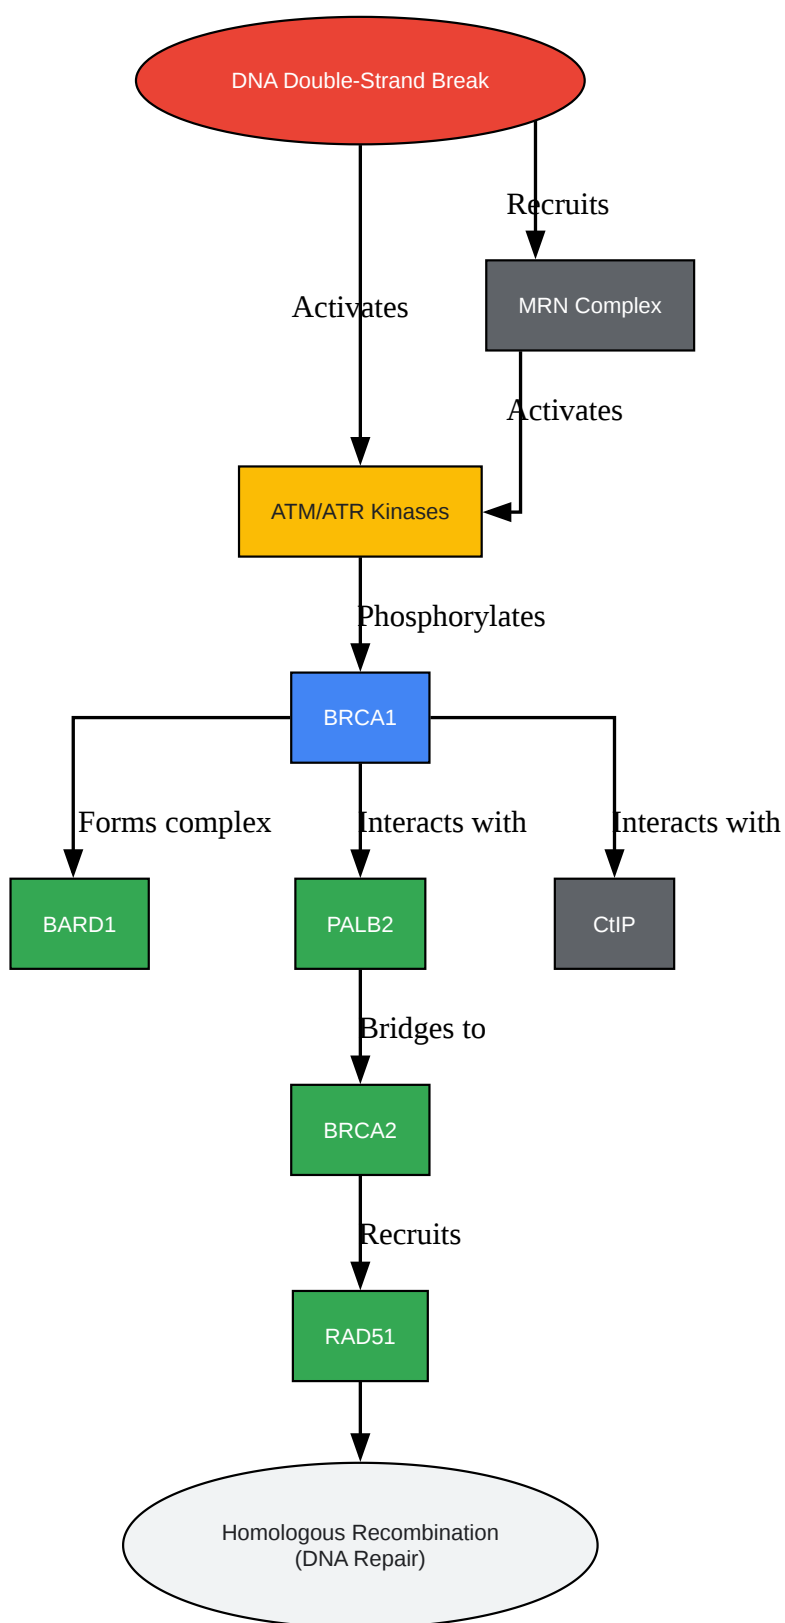 DNA Double-Strand Break
Recruits
MRN Complex
Activates
Activates
ATM/ATR Kinases
Phosphorylates
BRCA1
Forms complex
Interacts with
Interacts with
BARD1
PALB2
CtIP
Bridges to
BRCA2
Recruits
RAD51
Homologous Recombination
(DNA Repair)